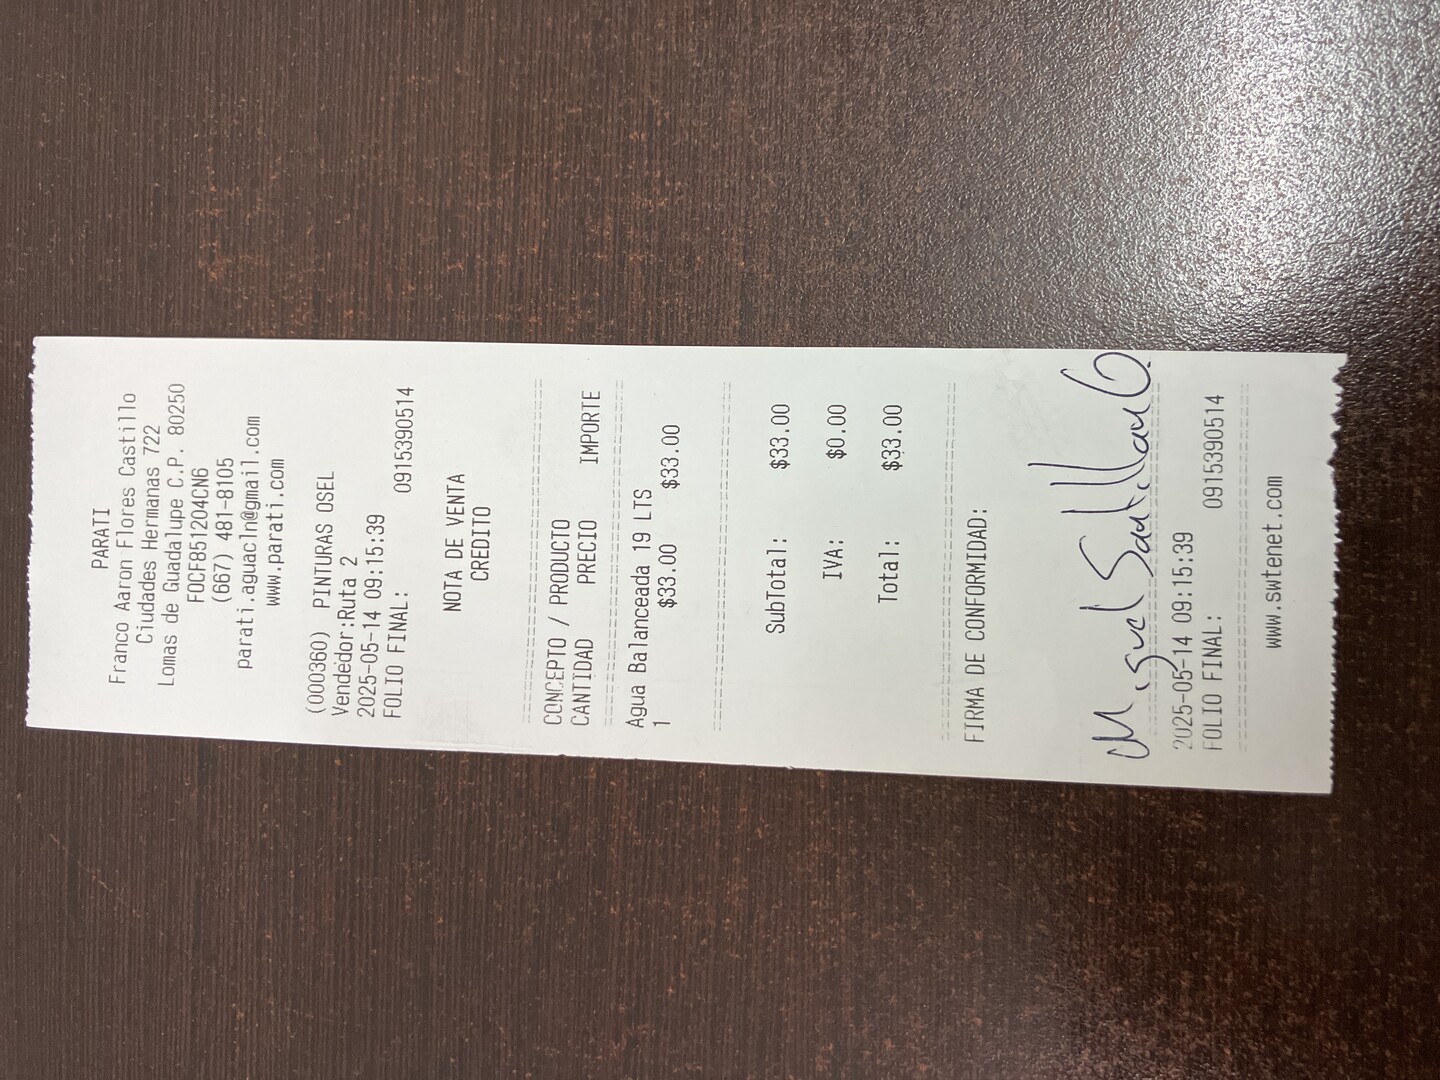 PARATI
Franco Aaron Flores Castillo
Ciudades Hermanas 722
Lomas de Guadalupe C.P. 80250
FOCF851204CN6
(667) 481-8105
parati.aguacln@gmail.com
www.parati.com
(000360) PINTURAS OSEL
Vendedor:Ruta 2
2025-05-14 09:15:39
FOLIO FINAL: 0915390514
NOTA DE VENTA
CREDITO
CONCEPTO / PRODUCTO
CANTIDAD PRECIO IMPORTE
Agua Balanceada 19 LTS
1 $33.00 $33.00
SubTotal: $33.00
IVA: $0.00
Total: $33.00
FIRMA DE CONFORMIDAD:
Miguel Santillan G.
2025-05-14 09:15:39
FOLIO FINAL: 0915390514
www.swtenet.com